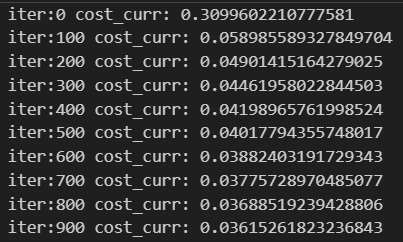 iter:0 cost_curr: 0.3099602210777581
iter:100 cost_curr: 0.058985589327849704
iter:200 cost_curr: 0.04901415164279025
iter:300 cost_curr: 0.04461958022844503
iter:400 cost_curr: 0.04198965761998524
iter:500 cost_curr: 0.04017794355748017
iter:600 cost_curr: 0.03882403191729343
iter:700 cost_curr: 0.03775728970485077
iter:800 cost_curr: 0.03688519239428806
iter:900 cost_curr: 0.03615261823236843